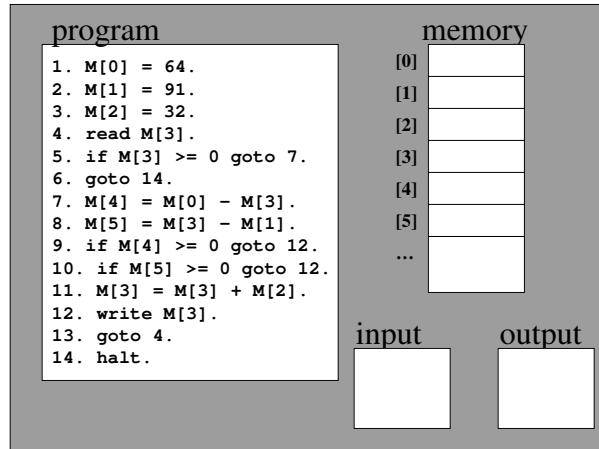 program
1. M[0] = 64.
2. M[1] = 91.
3. M[2] = 32.
4. read M[3].
5. if M[3] >= 0 goto 7.
6. goto 14.
7. M[4] = M[0] − M[3].
8. M[5] = M[3] − M[1].
9. if M[4] >= 0 goto 12.
10. if M[5] >= 0 goto 12.
11. M[3] = M[3] + M[2].
12. write M[3].
13. goto 4.
14. halt.
memory
[0]
[1]
[2]
[3]
[4]
[5]
...
input
output